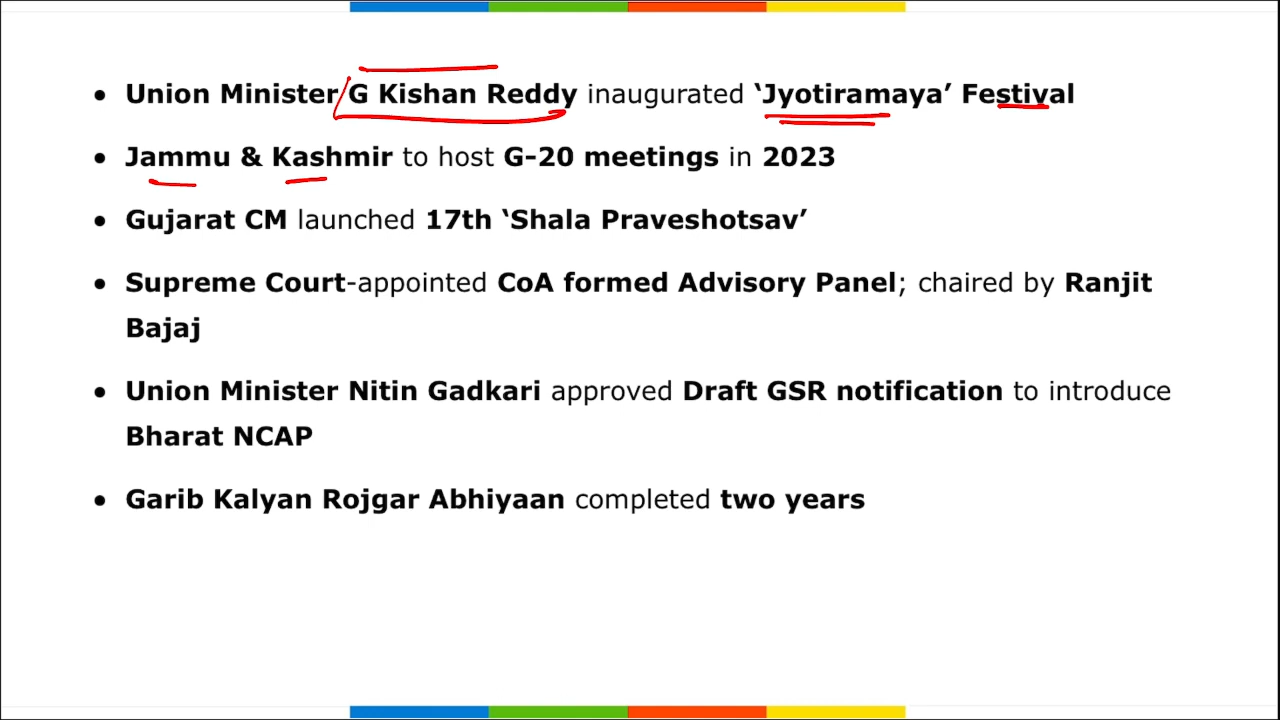 • Union Minister G Kishan Reddy inaugurated ‘Jyotiramaya’ Festival
• Jammu & Kashmir to host G-20 meetings in 2023
• Gujarat CM launched 17th ‘Shala Praveshotsav’
• Supreme Court-appointed CoA formed Advisory Panel; chaired by Ranjit
Bajaj
• Union Minister Nitin Gadkari approved Draft GSR notification to introduce
Bharat NCAP
• Garib Kalyan Rojgar Abhiyaan completed two years